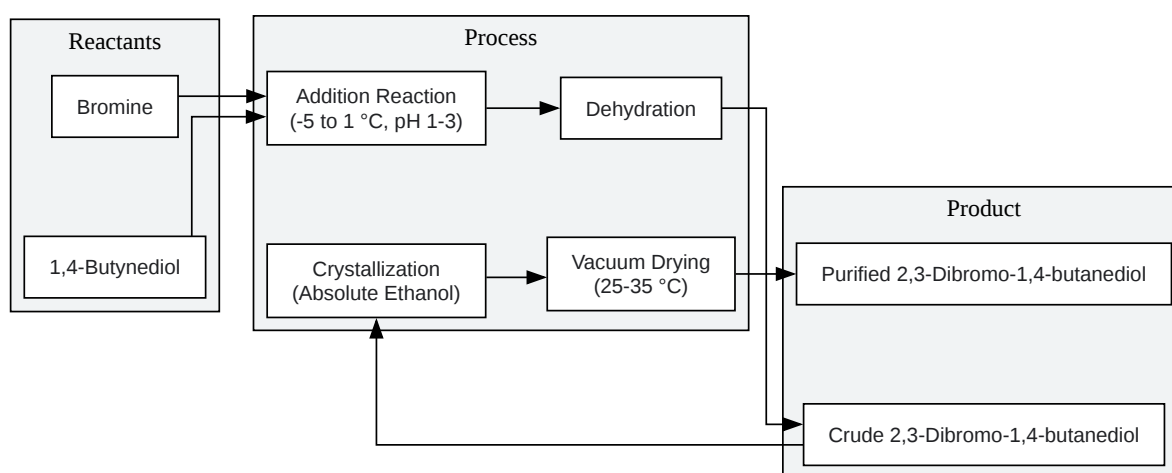 Reactants
Bromine
1,4-Butynediol
Process
Addition Reaction
(-5 to 1 °C, pH 1-3)
Dehydration
Crystallization
(Absolute Ethanol)
Vacuum Drying
(25-35 °C)
Product
Purified 2,3-Dibromo-1,4-butanediol
Crude 2,3-Dibromo-1,4-butanediol